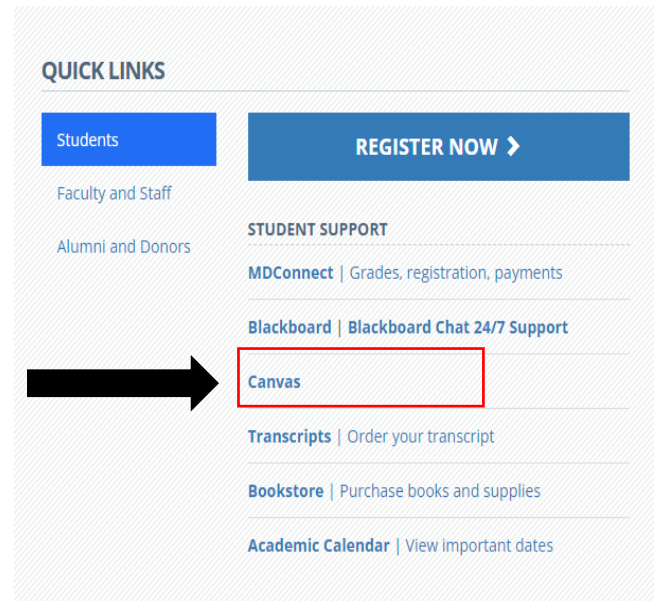 QUICK LINKS
Students
Faculty and Staff
Alumni and Donors
REGISTER NOW ❯
STUDENT SUPPORT
MDConnect | Grades, registration, payments
Blackboard | Blackboard Chat 24/7 Support
Canvas
Transcripts | Order your transcript
Bookstore | Purchase books and supplies
Academic Calendar | View important dates